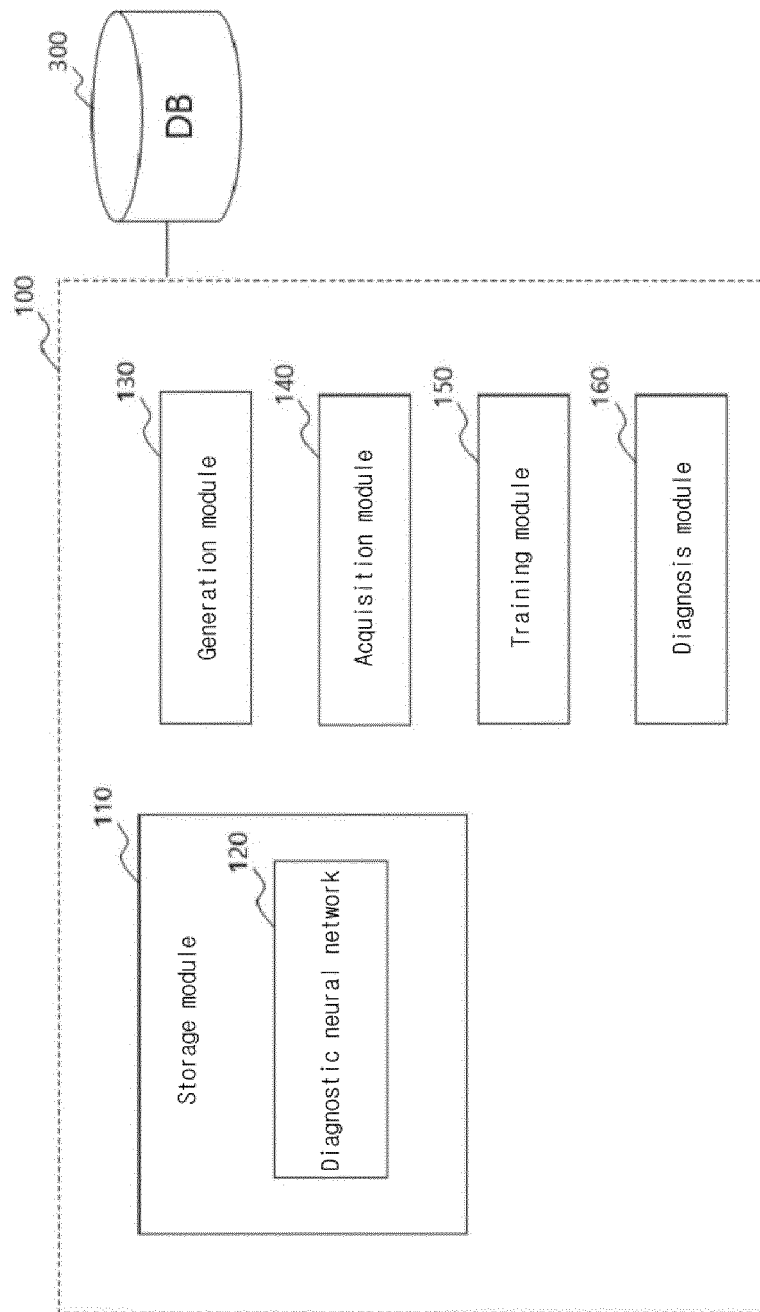 100
110
Storage module
120
Diagnostic neural network
130
Generation module
140
Acquisition module
150
Training module
160
Diagnosis module
300
DB